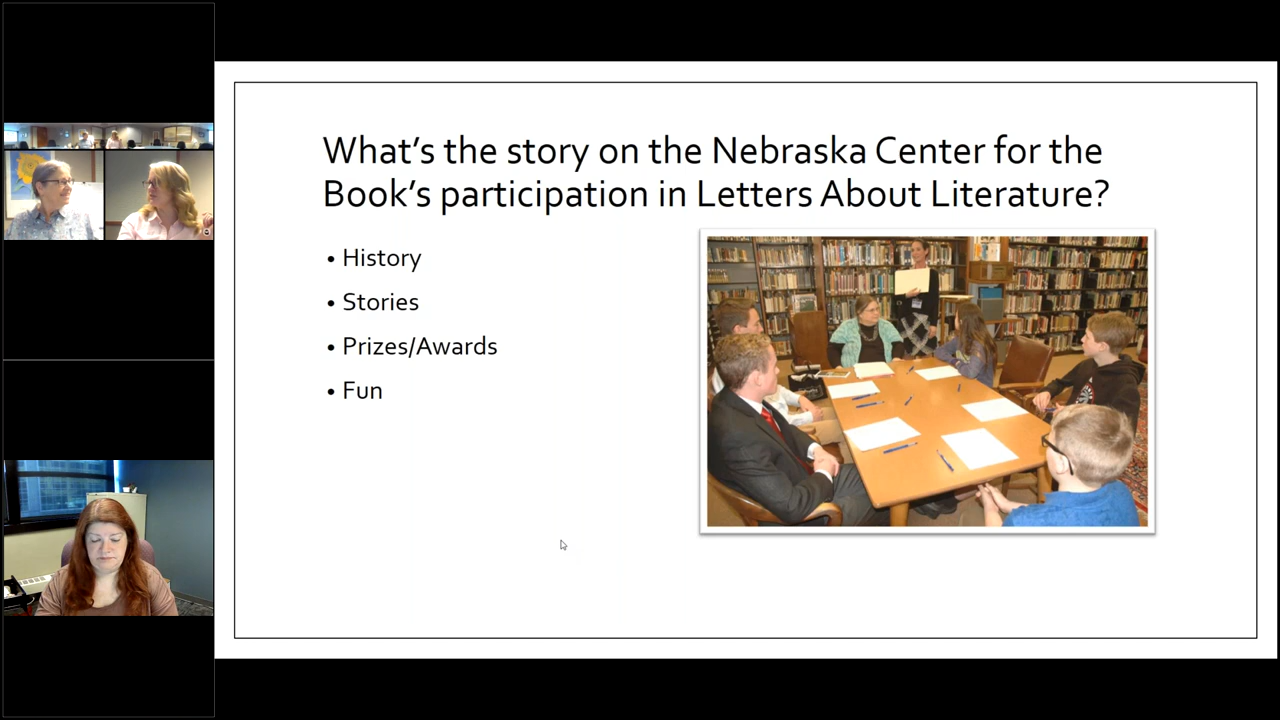 What's the story on the Nebraska Center for the
Book's participation in Letters About Literature?
• History
• Stories
• Prizes/Awards
• Fun